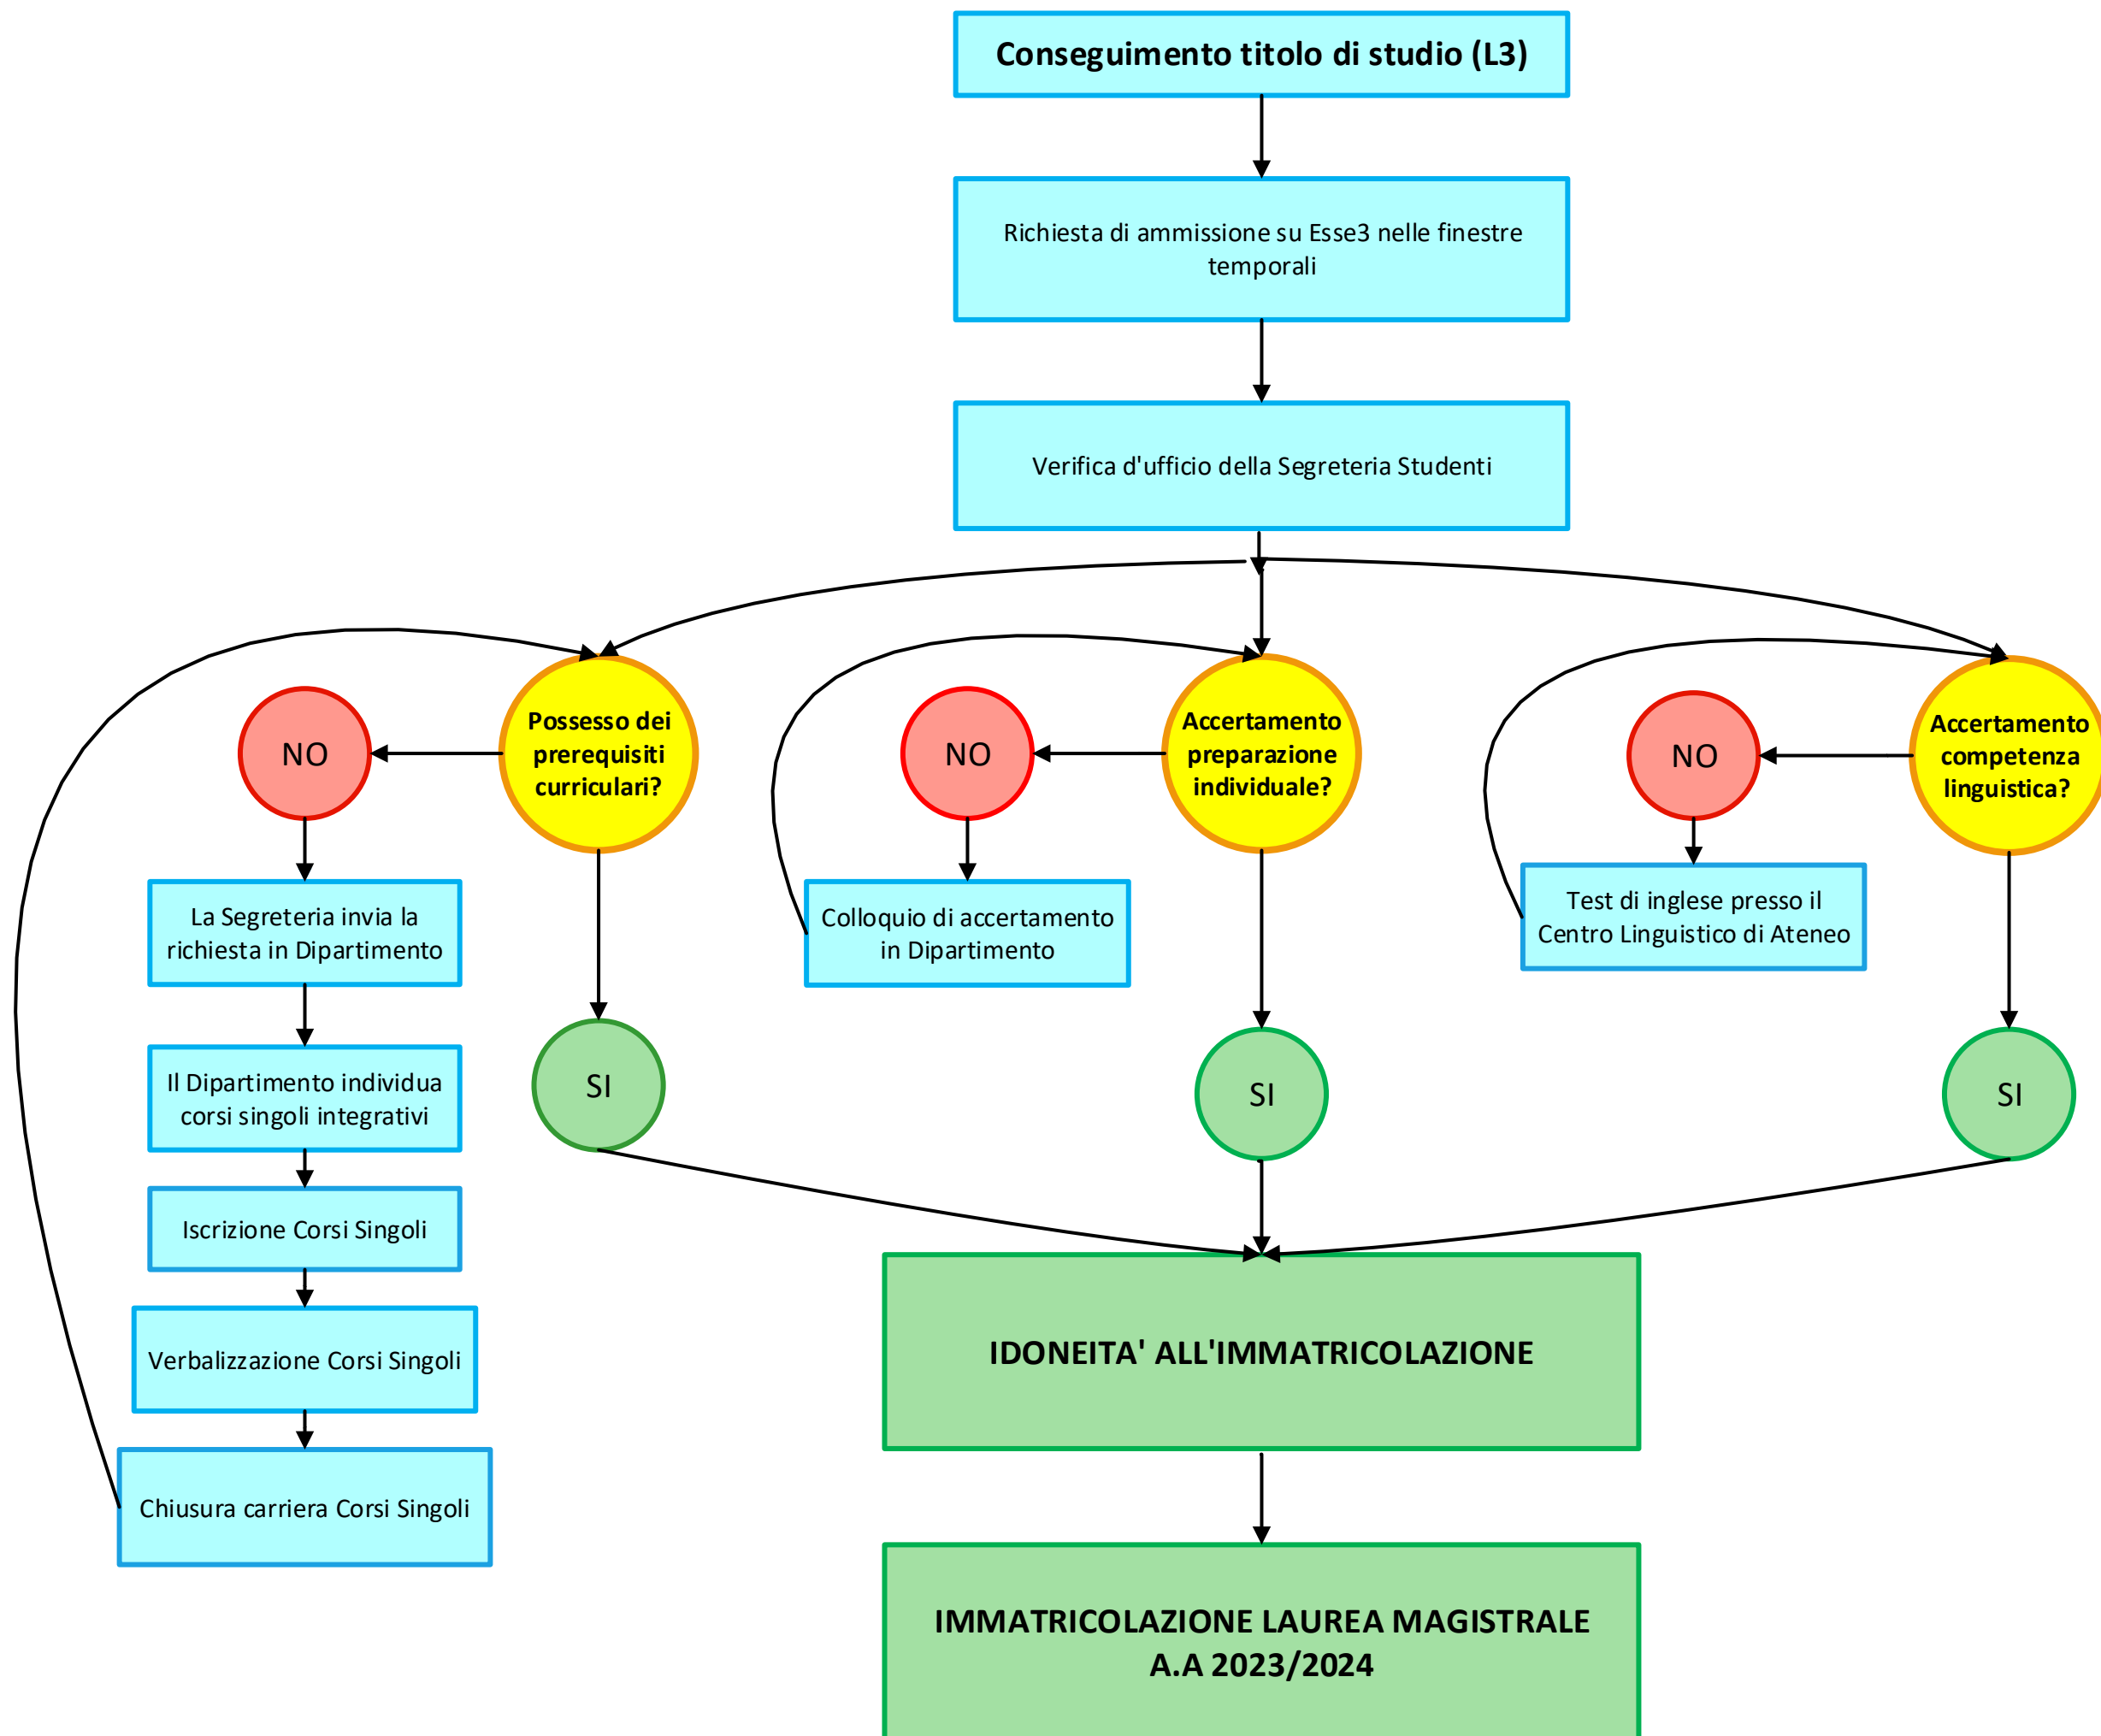 Conseguimento titolo di studio (L3)
Richiesta di ammissione su Esse3 nelle finestre
temporali
Verifica d'ufficio della Segreteria Studenti
NO
Possesso dei
prerequisiti
curriculari?
NO
Accertamento
preparazione
individuale?
NO
Accertamento
competenza
linguistica?
La Segreteria invia la
richiesta in Dipartimento
Colloquio di accertamento
in Dipartimento
Test di inglese presso il
Centro Linguistico di Ateneo
Il Dipartimento individua
corsi singoli integrativi
SI
SI
SI
Iscrizione Corsi Singoli
Verbalizzazione Corsi Singoli
Chiusura carriera Corsi Singoli
IDONEITA' ALL'IMMATRICOLAZIONE
IMMATRICOLAZIONE LAUREA MAGISTRALE
A.A 2023/2024